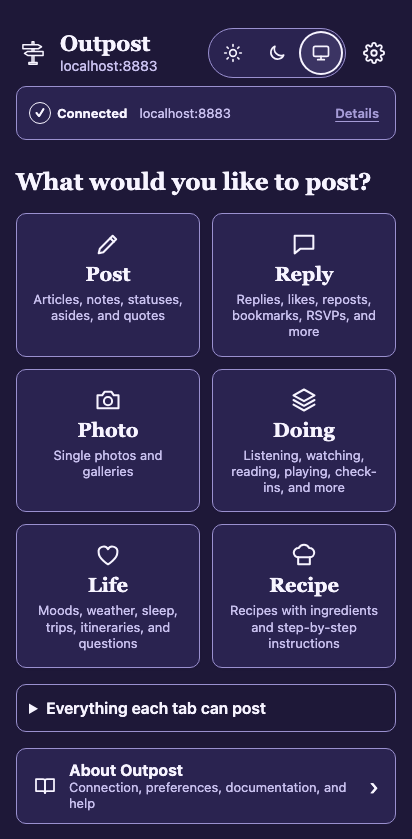 Outpost
localhost:8883
Connected localhost:8883 Details
What would you like to post?
Post
Articles, notes, statuses,
asides, and quotes
Reply
Replies, likes, reposts,
bookmarks, RSVPs, and
more
Photo
Single photos and
galleries
Doing
Listening, watching,
reading, playing, check-
ins, and more
Life
Moods, weather, sleep,
trips, itineraries, and
questions
Recipe
Recipes with ingredients
and step-by-step
instructions
Everything each tab can post
About Outpost
Connection, preferences, documentation, and
help